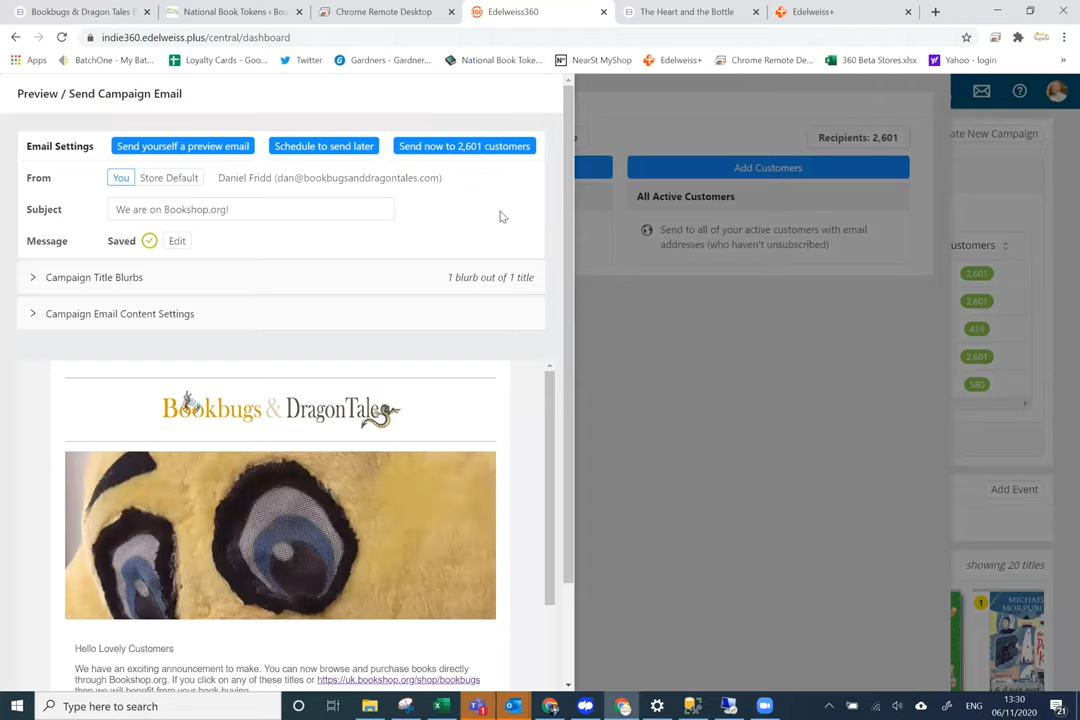 Bookbugs & Dragon Tales B
National Book Tokens ‹ Boo
Chrome Remote Desktop
Edelweiss360
The Heart and the Bottle
Edelweiss+
indie360.edelweiss.plus/central/dashboard
Apps
BatchOne - My Bat...
Loyalty Cards - Goo...
Twitter
Gardners - Gardner...
National Book Toke...
NearSt MyShop
Edelweiss+
Chrome Remote De...
360 Beta Stores.xlsx
Yahoo - login
Preview / Send Campaign Email
Recipients: 2,601
ate New Campaign
Email Settings
Send yourself a preview email
Schedule to send later
Send now to 2,601 customers
Add Customers
From
You
Store Default
Daniel Fridd (dan@bookbugsanddragontales.com)
All Active Customers
Subject
We are on Bookshop.org!
Send to all of your active customers with email
addresses (who haven't unsubscribed)
Message
Saved
Edit
ustomers
Campaign Title Blurbs
1 blurb out of 1 title
2,601
2,601
Campaign Email Content Settings
419
2,601
580
Bookbugs & DragonTales
Add Event
showing 20 titles
1
MICHAEL
MORPUR
6 days out
Hello Lovely Customers
We have an exciting announcement to make. You can now browse and purchase books directly
through Bookshop.org. If you click on any of these titles or https://uk.bookshop.org/shop/bookbugs
then we will benefit from your book buying
Type here to search
1
ENG
13:30
06/11/2020
21